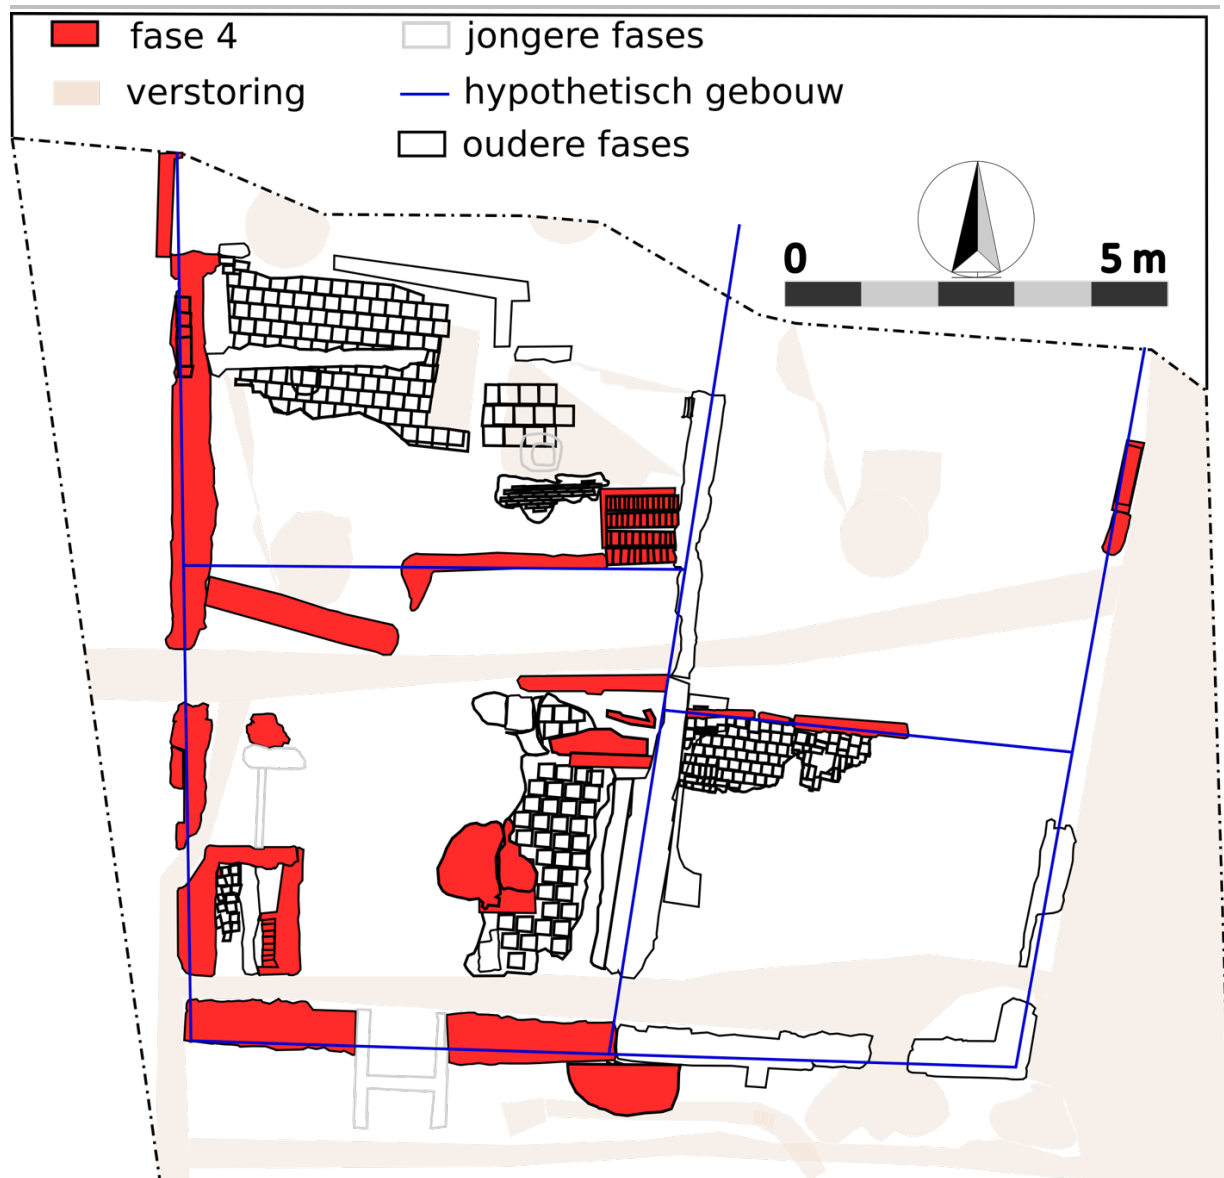 fase 4
jongere fases
verstoring
hypothetisch gebouw
oudere fases
0
5 m